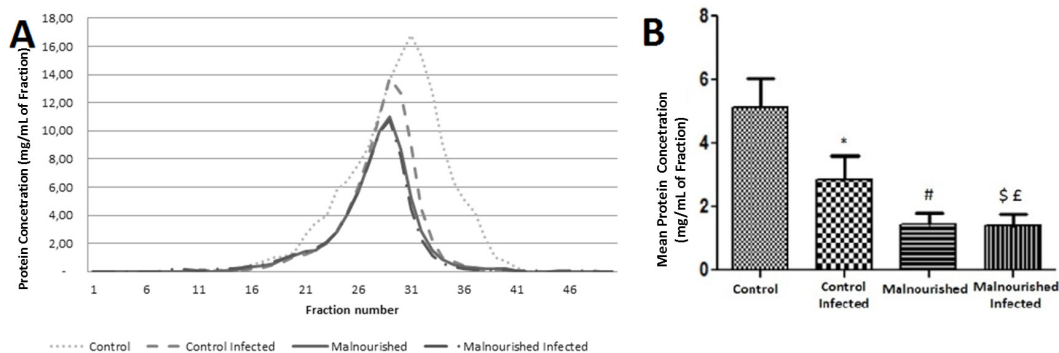 A
Protein Concetration (mg/mL of Fraction)
18,00
16,00
14,00
12,00
10,00
8,00
6,00
4,00
2,00
-
1 6 11 16 21 26 31 36 41 46
Fraction number
Control Control Infected Malnourished Malnourished Infected
B
Mean Protein Concetration
(mg/mL of Fraction)
8
6
4
2
0
*
#
$ £
Control
Control
Infected
Malnourished
Malnourished
Infected